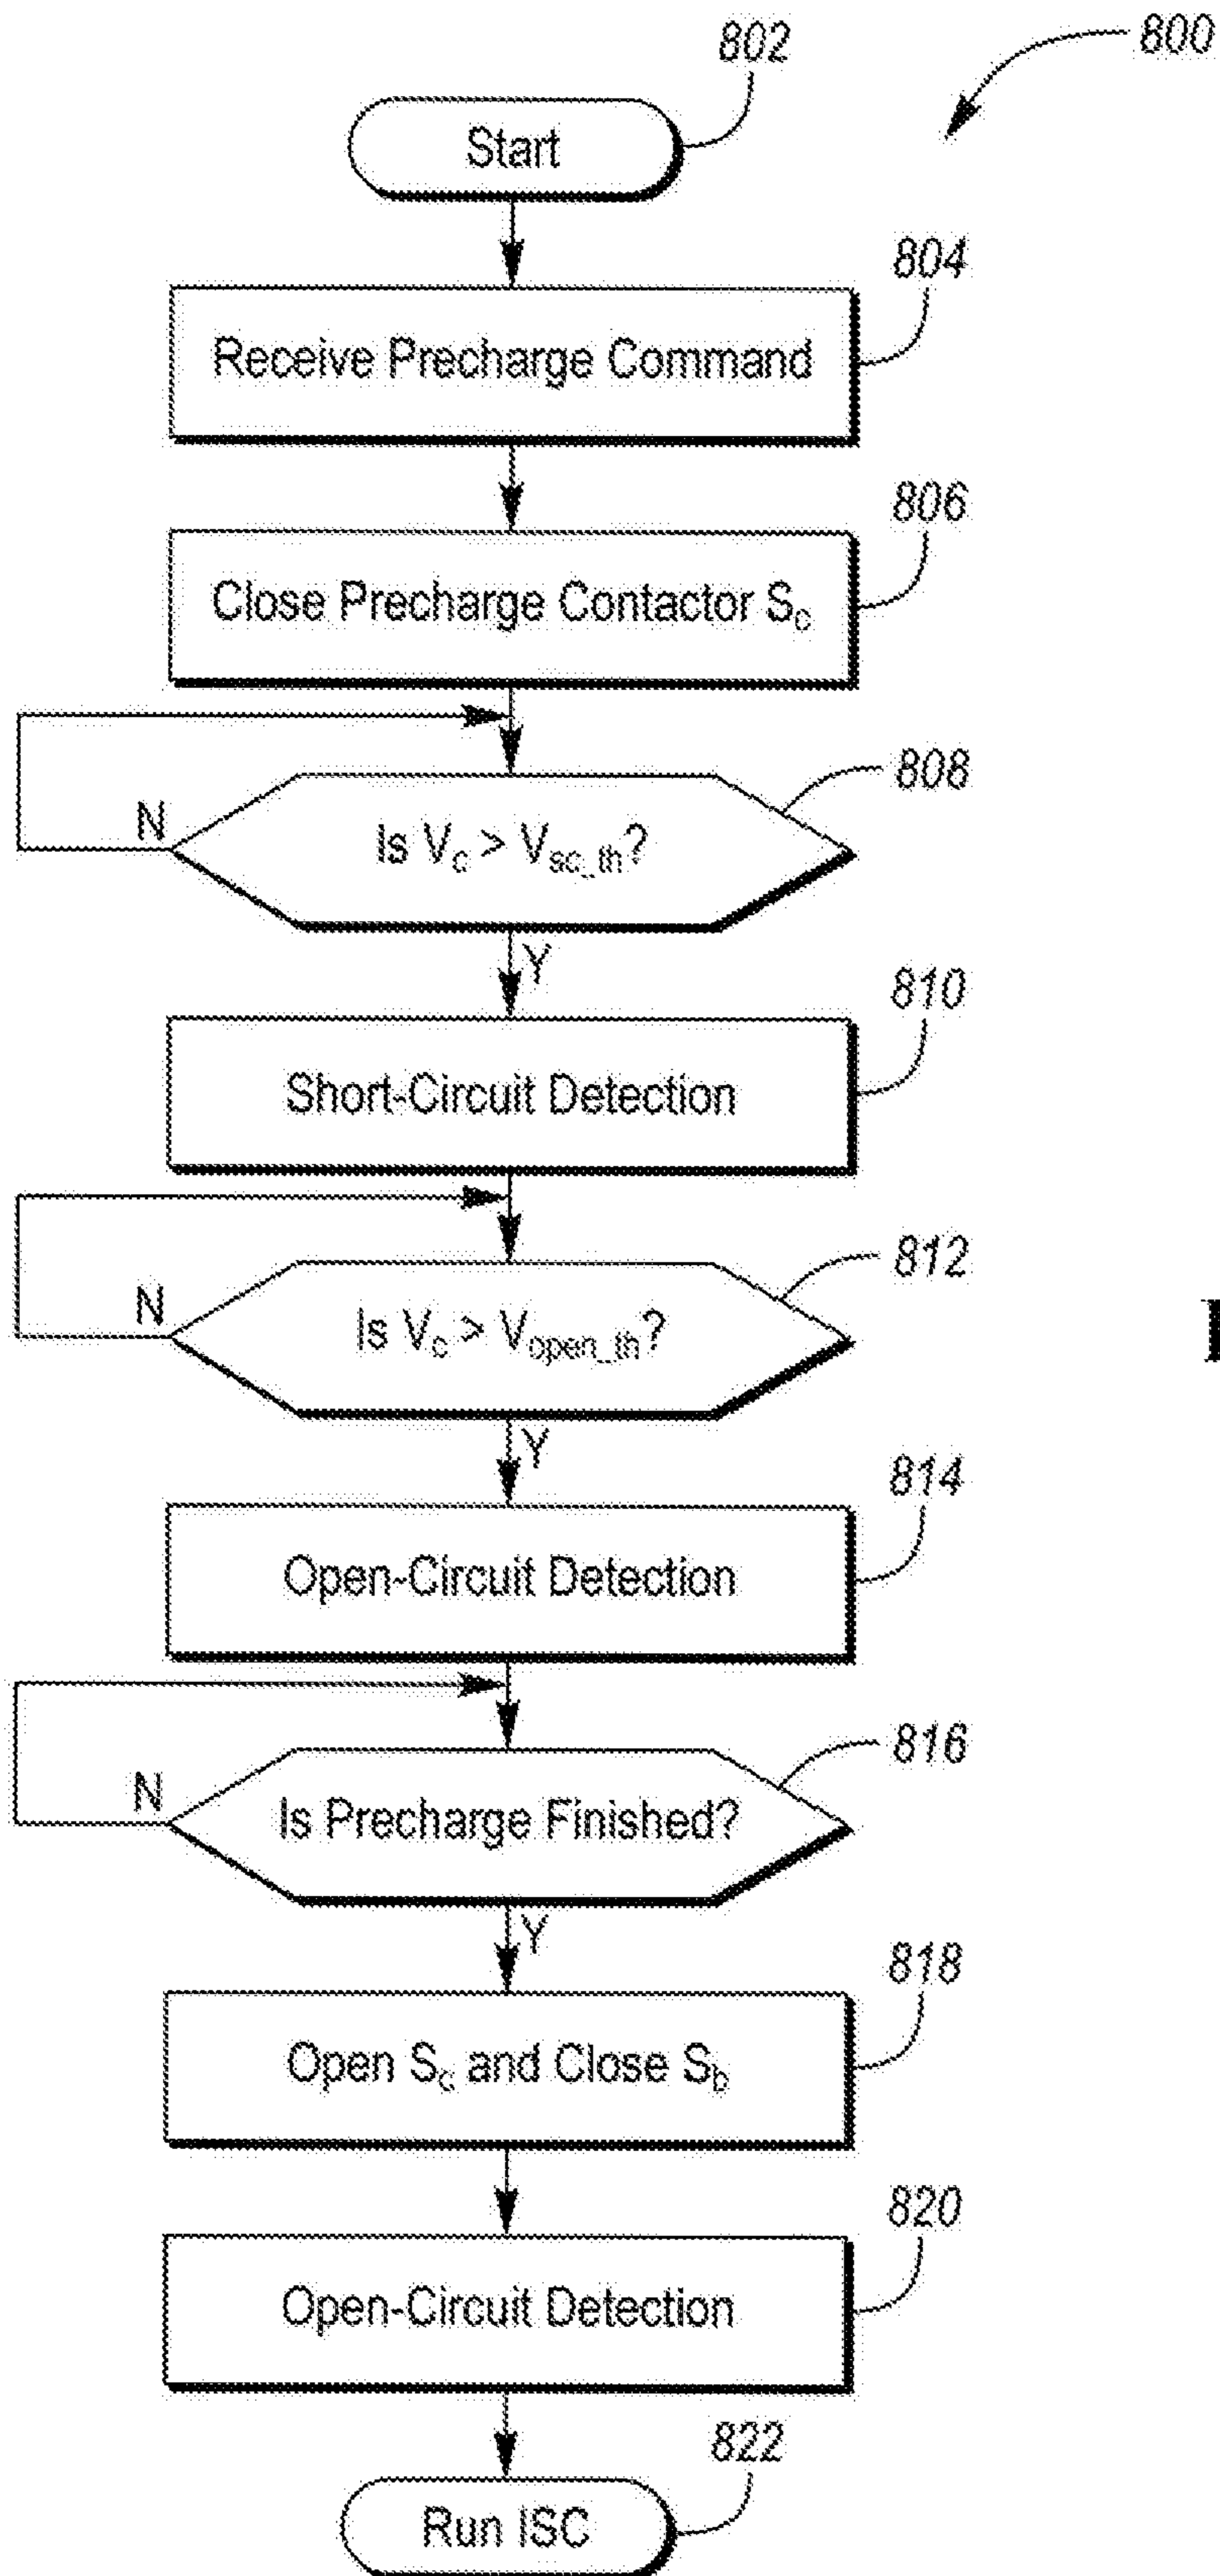 802
800
Start
804
Receive Precharge Command
806
Close Precharge Contactor Sc
808
N
Is Vc > Vsc_th?
Y
810
Short-Circuit Detection
812
N
Is Vc > Vopen_th?
Y
814
Open-Circuit Detection
816
N
Is Precharge Finished?
Y
818
Open Sc and Close Sb
820
Open-Circuit Detection
822
Run ISC